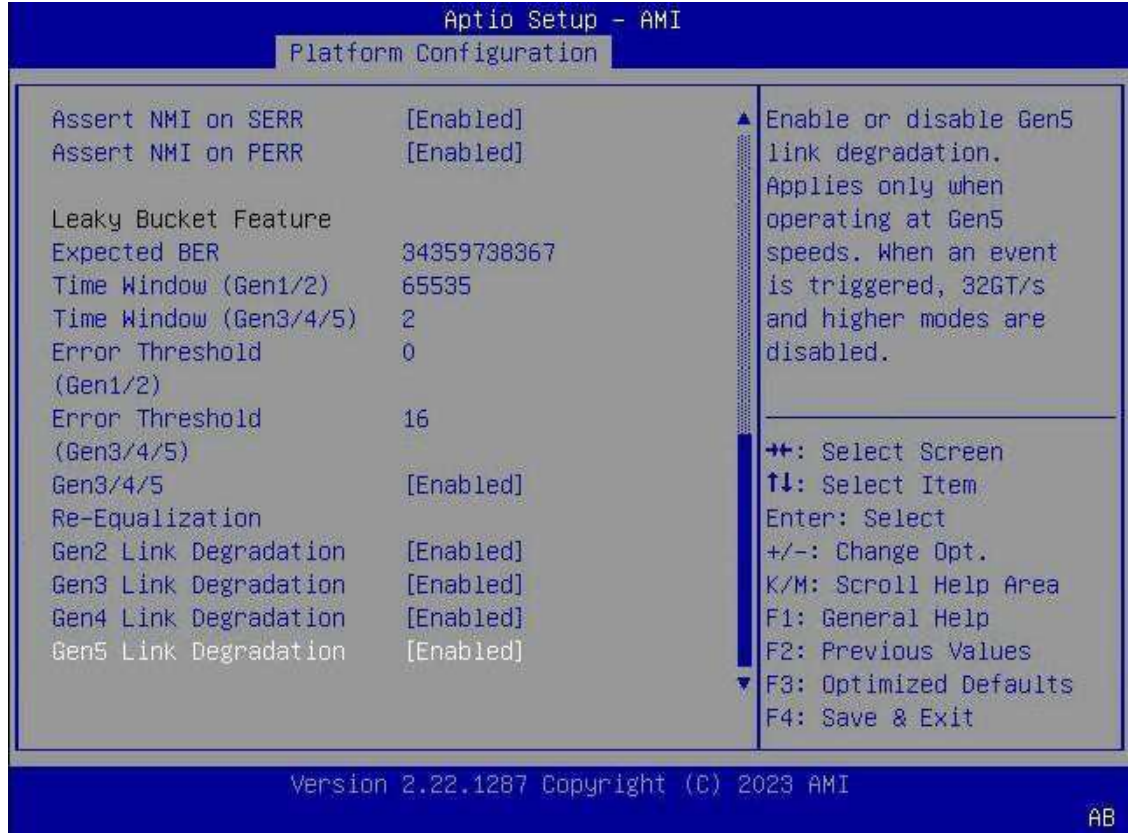 Aptio Setup – AMI
Platform Configuration
Assert NMI on SERR [Enabled]
Assert NMI on PERR [Enabled]
Leaky Bucket Feature
Expected BER 34359738367
Time Window (Gen1/2) 65535
Time Window (Gen3/4/5) 2
Error Threshold 0
(Gen1/2)
Error Threshold 16
(Gen3/4/5)
Gen3/4/5 [Enabled]
Re-Equalization
Gen2 Link Degradation [Enabled]
Gen3 Link Degradation [Enabled]
Gen4 Link Degradation [Enabled]
Gen5 Link Degradation [Enabled]
Enable or disable Gen5
link degradation.
Applies only when
operating at Gen5
speeds. When an event
is triggered, 32GT/s
and higher modes are
disabled.
→←: Select Screen
↑↓: Select Item
Enter: Select
+/-: Change Opt.
K/M: Scroll Help Area
F1: General Help
F2: Previous Values
F3: Optimized Defaults
F4: Save & Exit
Version 2.22.1287 Copyright (C) 2023 AMI
AB